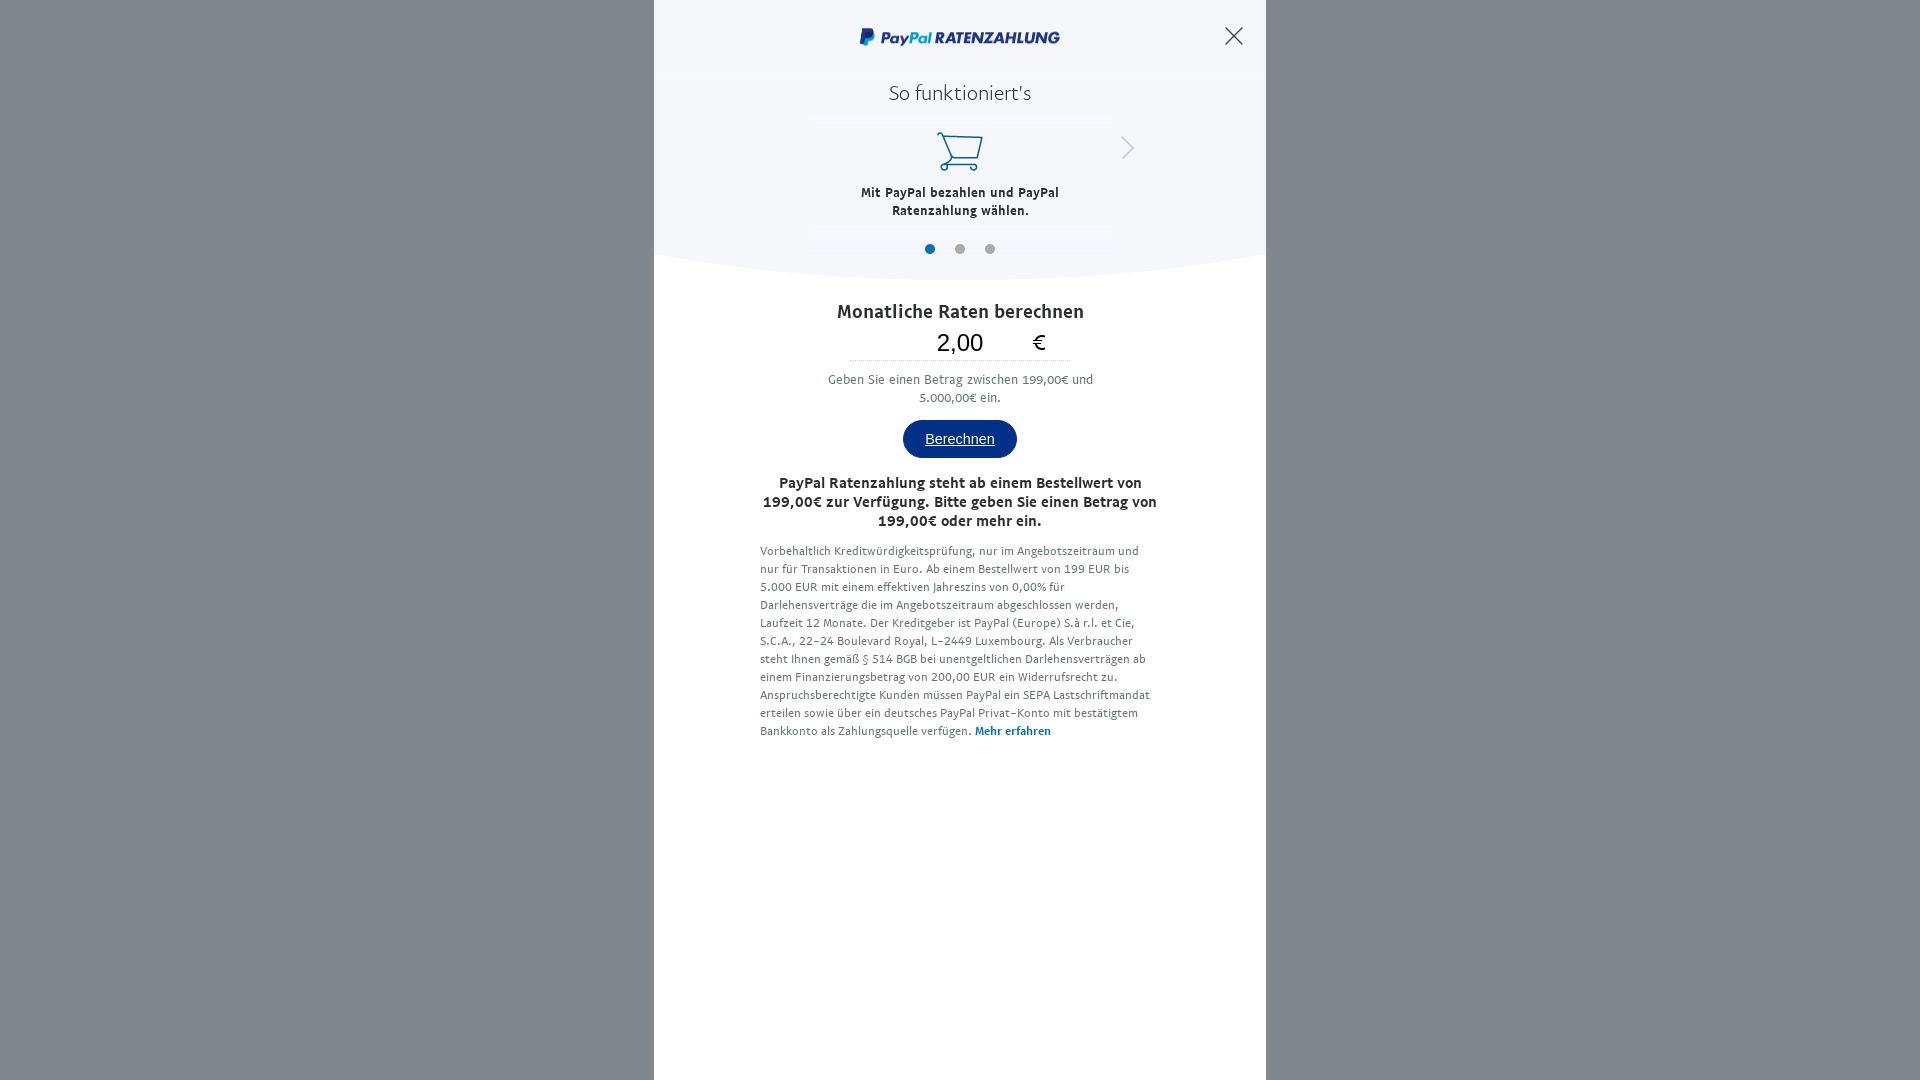 PayPal RATENZAHLUNG
So funktioniert's
Mit PayPal bezahlen und PayPal
Ratenzahlung wählen.
Monatliche Raten berechnen
2,00 €
Geben Sie einen Betrag zwischen 199,00€ und
5.000,00€ ein.
Berechnen
PayPal Ratenzahlung steht ab einem Bestellwert von
199,00€ zur Verfügung. Bitte geben Sie einen Betrag von
199,00€ oder mehr ein.
Vorbehaltlich Kreditwürdigkeitsprüfung, nur im Angebotszeitraum und
nur für Transaktionen in Euro. Ab einem Bestellwert von 199 EUR bis
5.000 EUR mit einem effektiven Jahreszins von 0,00% für
Darlehensverträge die im Angebotszeitraum abgeschlossen werden,
Laufzeit 12 Monate. Der Kreditgeber ist PayPal (Europe) S.à r.l. et Cie,
S.C.A., 22-24 Boulevard Royal, L-2449 Luxembourg. Als Verbraucher
steht Ihnen gemäß § 514 BGB bei unentgeltlichen Darlehensverträgen ab
einem Finanzierungsbetrag von 200,00 EUR ein Widerrufsrecht zu.
Anspruchsberechtigte Kunden müssen PayPal ein SEPA Lastschriftmandat
erteilen sowie über ein deutsches PayPal Privat-Konto mit bestätigtem
Bankkonto als Zahlungsquelle verfügen. Mehr erfahren